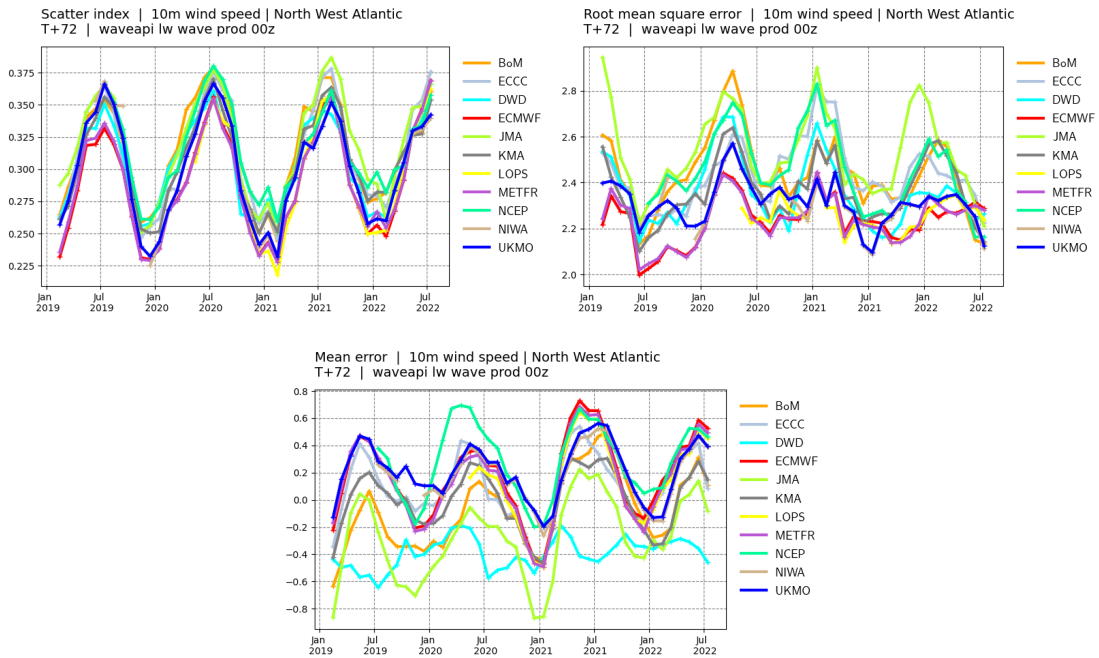 Scatter index | 10m wind speed | North West Atlantic
T+72 | waveapi lw wave prod 00z
0.375
0.350
0.325
0.300
0.275
0.250
0.225
Jan Jul Jan Jul Jan Jul Jan Jul
2019 2019 2020 2020 2021 2021 2022 2022
BoM
ECCC
DWD
ECMWF
JMA
KMA
LOPS
METFR
NCEP
NIWA
UKMO
Root mean square error | 10m wind speed | North West Atlantic
T+72 | waveapi lw wave prod 00z
2.8
2.6
2.4
2.2
2.0
Jan Jul Jan Jul Jan Jul Jan Jul
2019 2019 2020 2020 2021 2021 2022 2022
BoM
ECCC
DWD
ECMWF
JMA
KMA
LOPS
METFR
NCEP
NIWA
UKMO
Mean error | 10m wind speed | North West Atlantic
T+72 | waveapi lw wave prod 00z
0.8
0.6
0.4
0.2
0.0
−0.2
−0.4
−0.6
−0.8
Jan Jul Jan Jul Jan Jul Jan Jul
2019 2019 2020 2020 2021 2021 2022 2022
BoM
ECCC
DWD
ECMWF
JMA
KMA
LOPS
METFR
NCEP
NIWA
UKMO